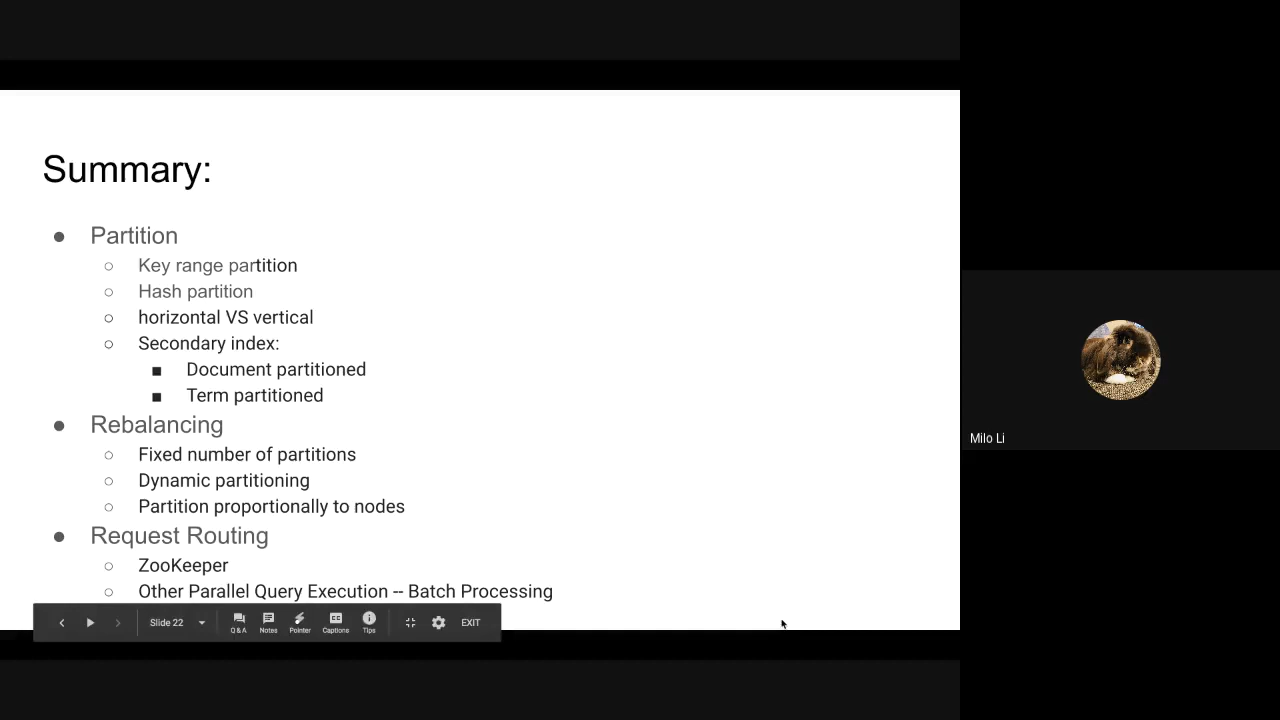 Summary:
● Partition
○ Key range partition
○ Hash partition
○ horizontal VS vertical
○ Secondary index:
■ Document partitioned
■ Term partitioned
● Rebalancing
○ Fixed number of partitions
○ Dynamic partitioning
○ Partition proportionally to nodes
● Request Routing
○ ZooKeeper
○ Other Parallel Query Execution -- Batch Processing
Slide 22
Q & A Notes Pointer Captions Tips
CC
EXIT
Milo Li